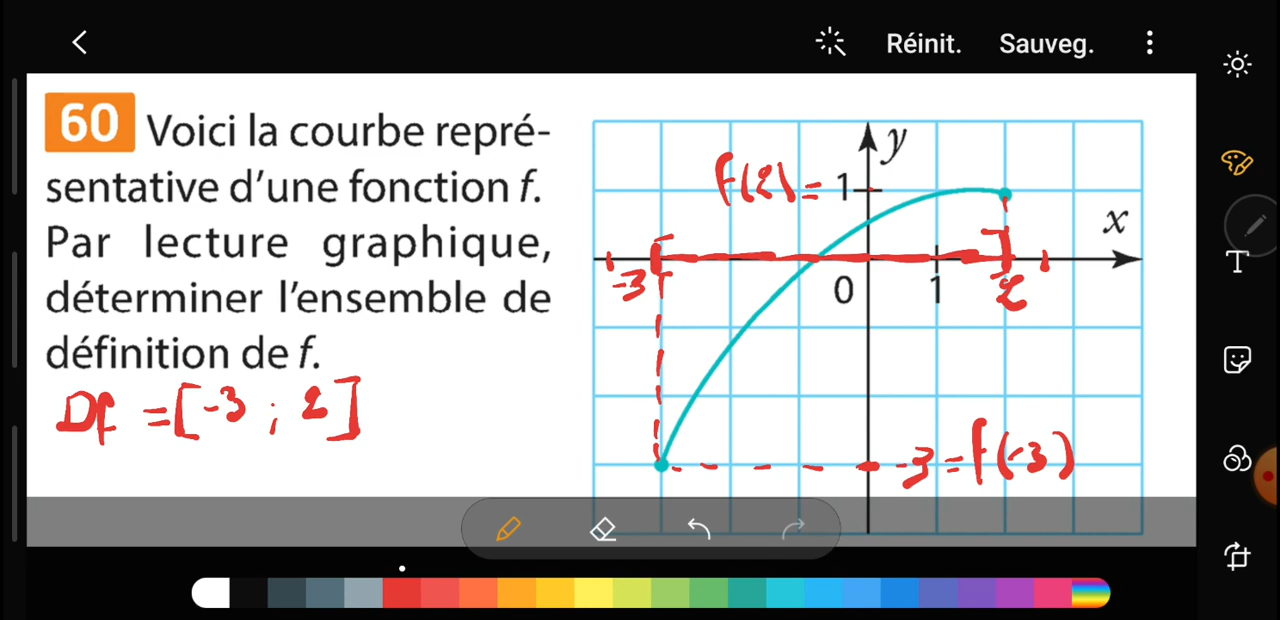 Réinit. Sauveg.
60 Voici la courbe repré-
sentative d'une fonction f.
Par lecture graphique,
déterminer l'ensemble de
définition de f.
Df = [-3 ; 2]
y
f(2) = 1
x
-3 0 1 2
-3 = f(-3)
T